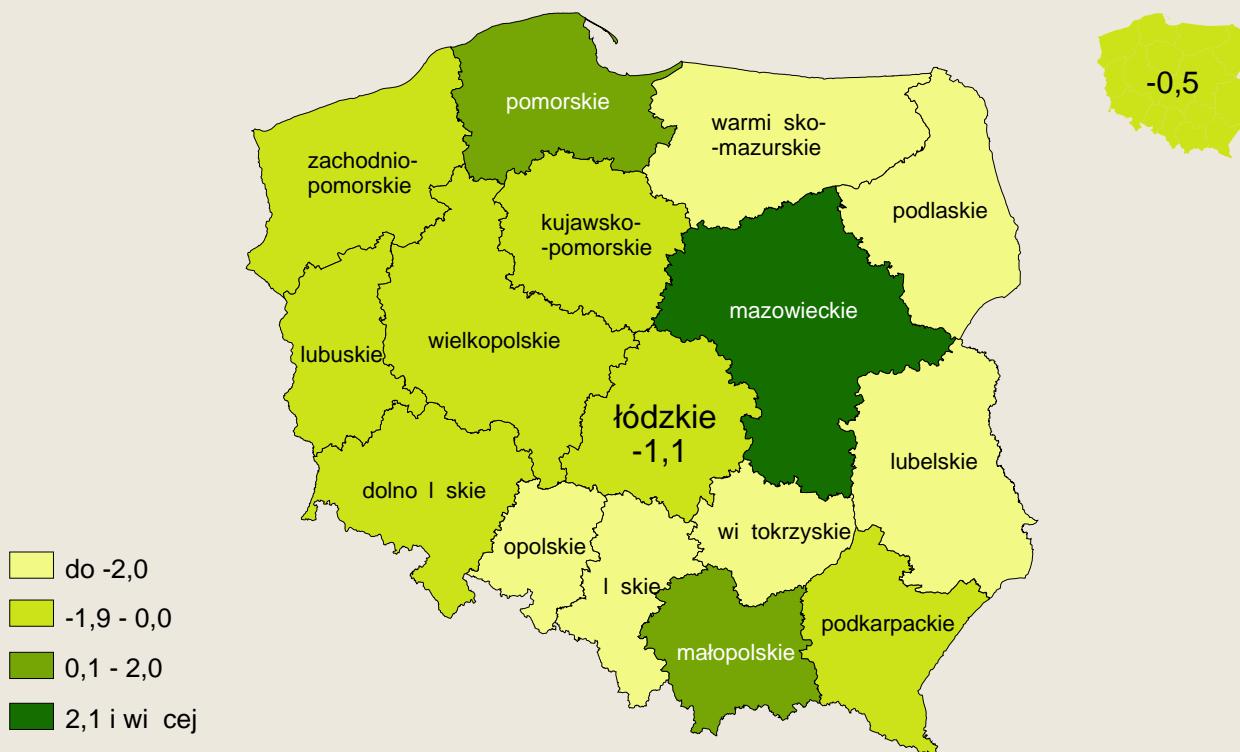 -0,5
pomorskie
warmi sko-
-mazurskie
zachodnio-
pomorskie
podlaskie
kujawsko-
-pomorskie
mazowieckie
lubuskie
wielkopolskie
łódzkie
-1,1
lubelskie
dolno l skie
wi tokrzyskie
opolskie
l skie
podkarpackie
małopolskie
do -2,0
-1,9 - 0,0
0,1 - 2,0
2,1 i wi cej